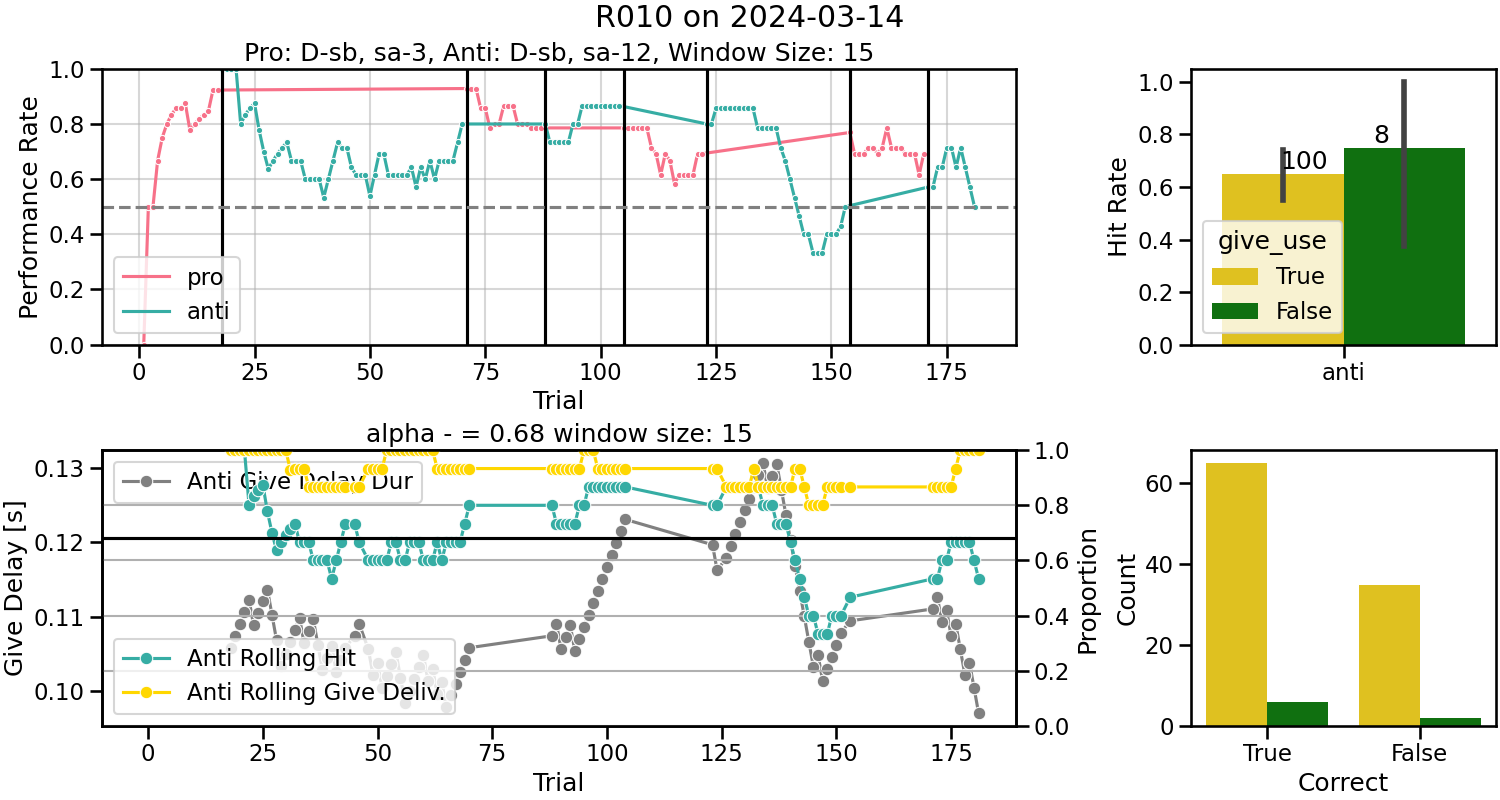 R010 on 2024-03-14
Pro: D-sb, sa-3, Anti: D-sb, sa-12, Window Size: 15
Performance Rate
1.0
0.8
0.6
0.4
0.2
0.0
pro
anti
0 25 50 75 100 125 150 175
Trial
Hit Rate
1.0
0.8
0.6
0.4
0.2
0.0
100
8
give_use
True
False
anti
alpha - = 0.68 window size: 15
Give Delay [s]
0.13
0.12
0.11
0.10
Anti Give Delay Dur
Anti Rolling Hit
Anti Rolling Give Deliv.
1.0
0.8
0.6
0.4
0.2
0.0
Proportion
0 25 50 75 100 125 150 175
Trial
Count
60
40
20
0
True False
Correct